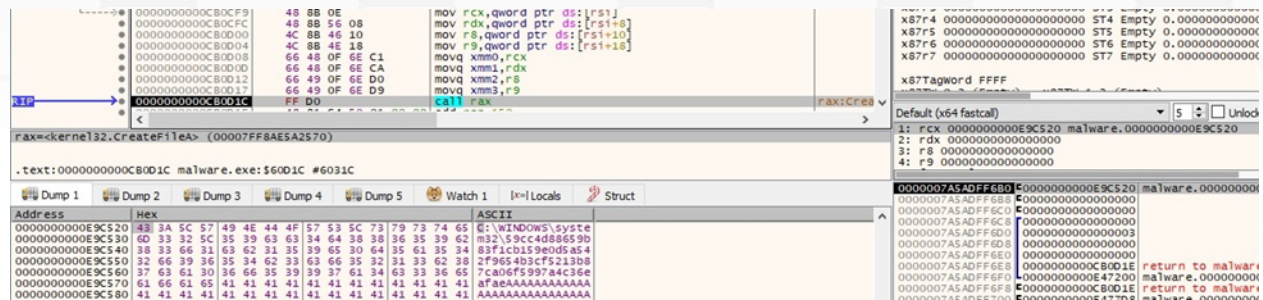 0000000000CB0CF9 48 8B 0E mov rcx,qword ptr ds:[rsi]
0000000000CB0CFC 48 8B 56 08 mov rdx,qword ptr ds:[rsi+8]
0000000000CB0D00 4C 8B 46 10 mov r8,qword ptr ds:[rsi+10]
0000000000CB0D04 4C 8B 4E 18 mov r9,qword ptr ds:[rsi+18]
0000000000CB0D08 66 48 0F 6E C1 movq xmm0,rcx
0000000000CB0D0D 66 48 0F 6E CA movq xmm1,rdx
0000000000CB0D12 66 49 0F 6E D0 movq xmm2,r8
0000000000CB0D17 66 49 0F 6E D9 movq xmm3,r9
RIP 0000000000CB0D1C FF D0 call rax rax:Crea
rax=<kernel32.CreateFileA> (00007FF8AE5A2570)
.text:0000000000CB0D1C malware.exe:$60D1C #6031C
x87r4 00000000000000000000 ST4 Empty 0.000000000
x87r5 00000000000000000000 ST5 Empty 0.000000000
x87r6 00000000000000000000 ST6 Empty 0.000000000
x87r7 00000000000000000000 ST7 Empty 0.000000000
x87TagWord FFFF
Default (x64 fastcall) 5 Unlock
1: rcx 0000000000E9C520 malware.0000000000E9C520
2: rdx 0000000000000000
3: r8 0000000000000000
4: r9 0000000000000000
Dump 1 Dump 2 Dump 3 Dump 4 Dump 5 Watch 1 [x=] Locals Struct
Address Hex ASCII
0000000000E9C520 43 3A 5C 57 49 4E 44 4F 57 53 5C 73 79 73 74 65 C:\WINDOWS\syste
0000000000E9C530 6D 33 32 5C 35 39 63 63 34 64 38 38 36 35 39 62 m32\59cc4d88659b
0000000000E9C540 38 33 66 31 63 62 31 35 39 65 30 64 35 61 35 34 83f1cb159e0d5a54
0000000000E9C550 32 66 39 36 35 34 62 33 63 66 35 32 31 33 62 38 2f9654b3cf5213b8
0000000000E9C560 37 63 61 30 36 66 35 39 39 37 61 34 63 33 36 65 7ca06f5997a4c36e
0000000000E9C570 61 66 61 65 41 41 41 41 41 41 41 41 41 41 41 41 afaeAAAAAAAAAAAA
0000000000E9C580 41 41 41 41 41 41 41 41 41 41 41 41 41 41 41 41 AAAAAAAAAAAAAAAA
0000007A5ADFF6B0 0000000000E9C520 malware.00000000
0000007A5ADFF6B8 0000000000000000
0000007A5ADFF6C0 0000000000000000
0000007A5ADFF6C8 0000000000000000
0000007A5ADFF6D0 0000000000000003
0000007A5ADFF6D8 0000000000000000
0000007A5ADFF6E0 0000000000000000
0000007A5ADFF6E8 0000000000CB0D1E return to malware
0000007A5ADFF6F0 0000000000E47200 malware.00000000
0000007A5ADFF6F8 0000000000CB0D1E return to malware